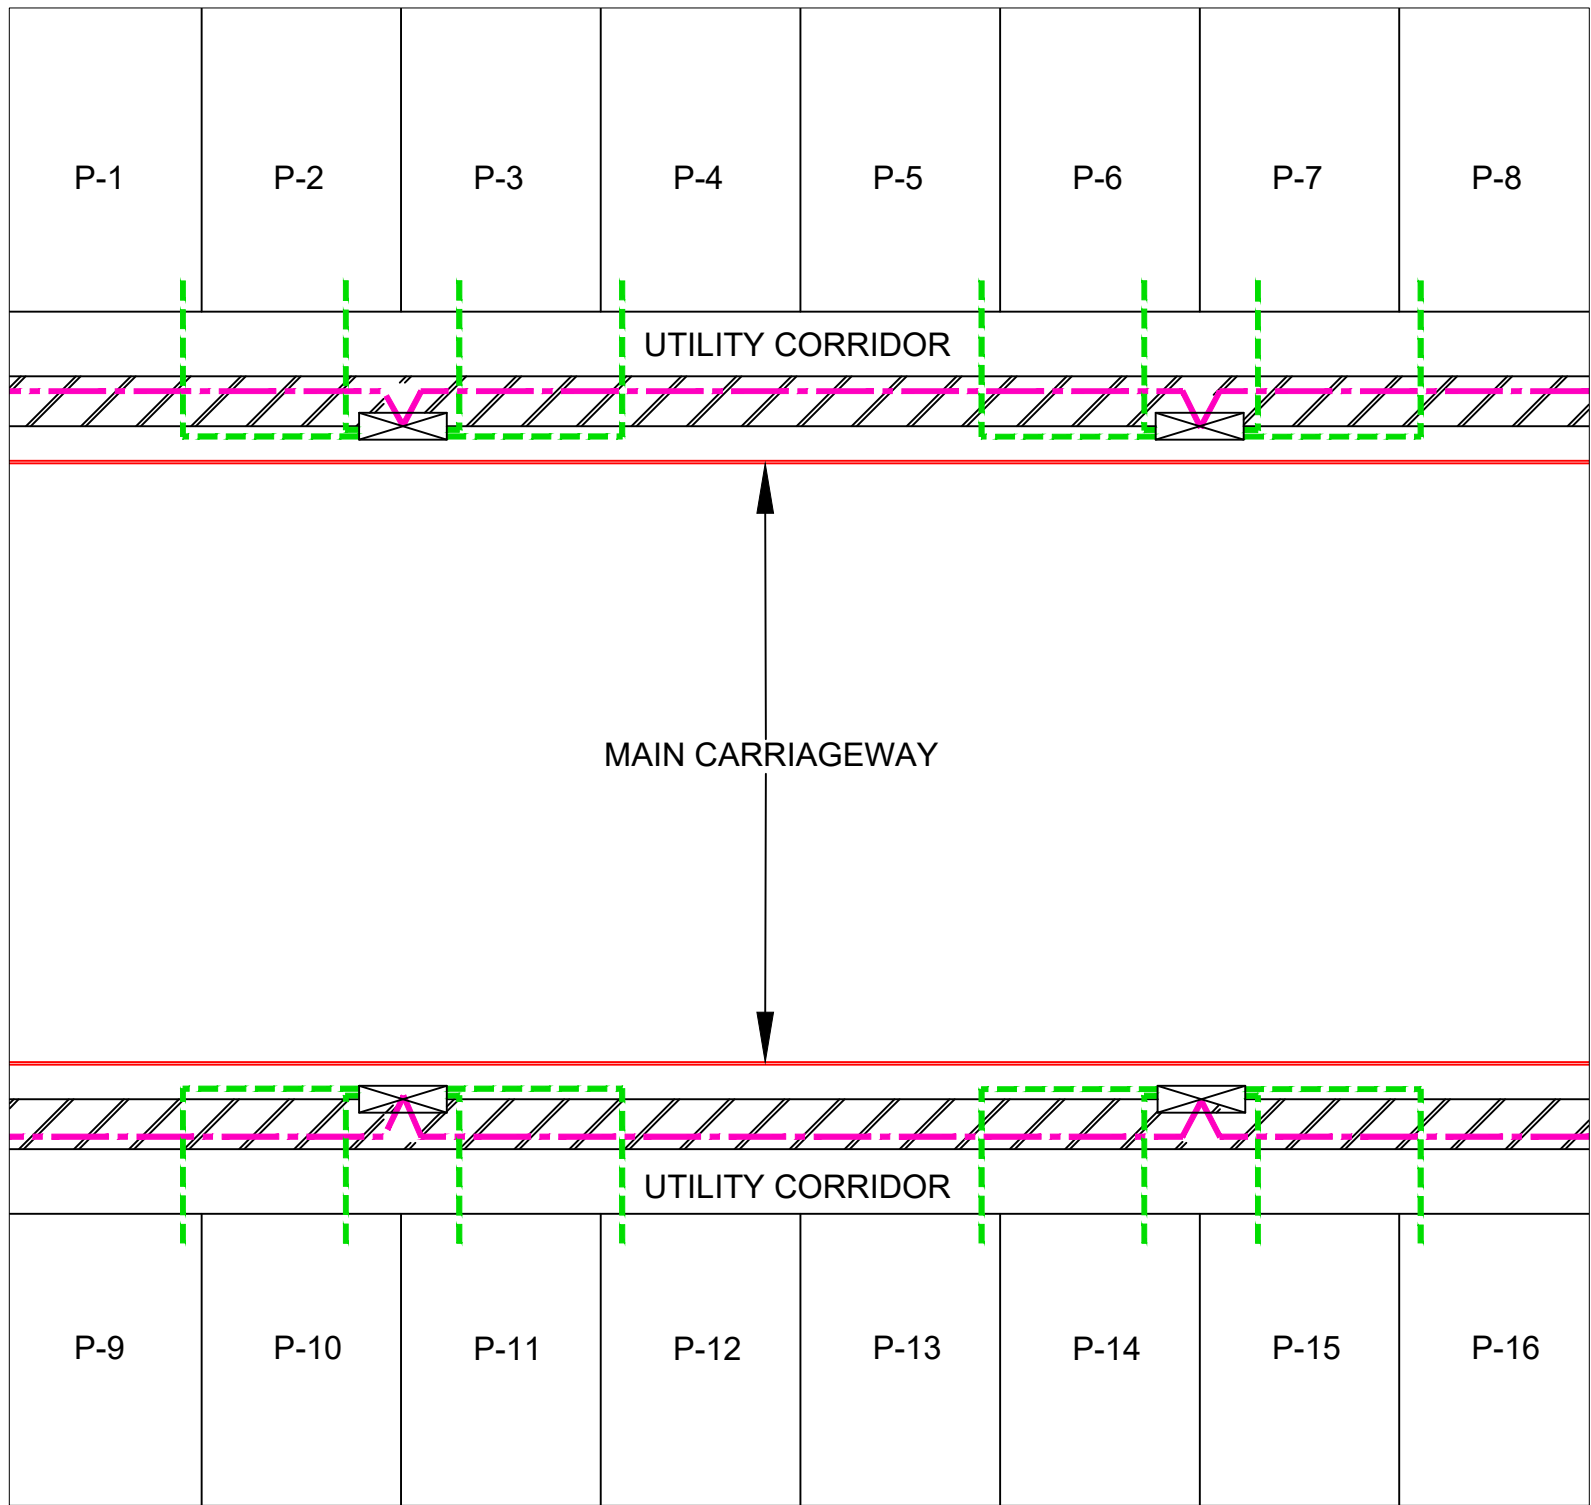 P-1
P-2
P-3
P-4
P-5
P-6
P-7
P-8
UTILITY CORRIDOR
MAIN CARRIAGEWAY
UTILITY CORRIDOR
P-9
P-10
P-11
P-12
P-13
P-14
P-15
P-16